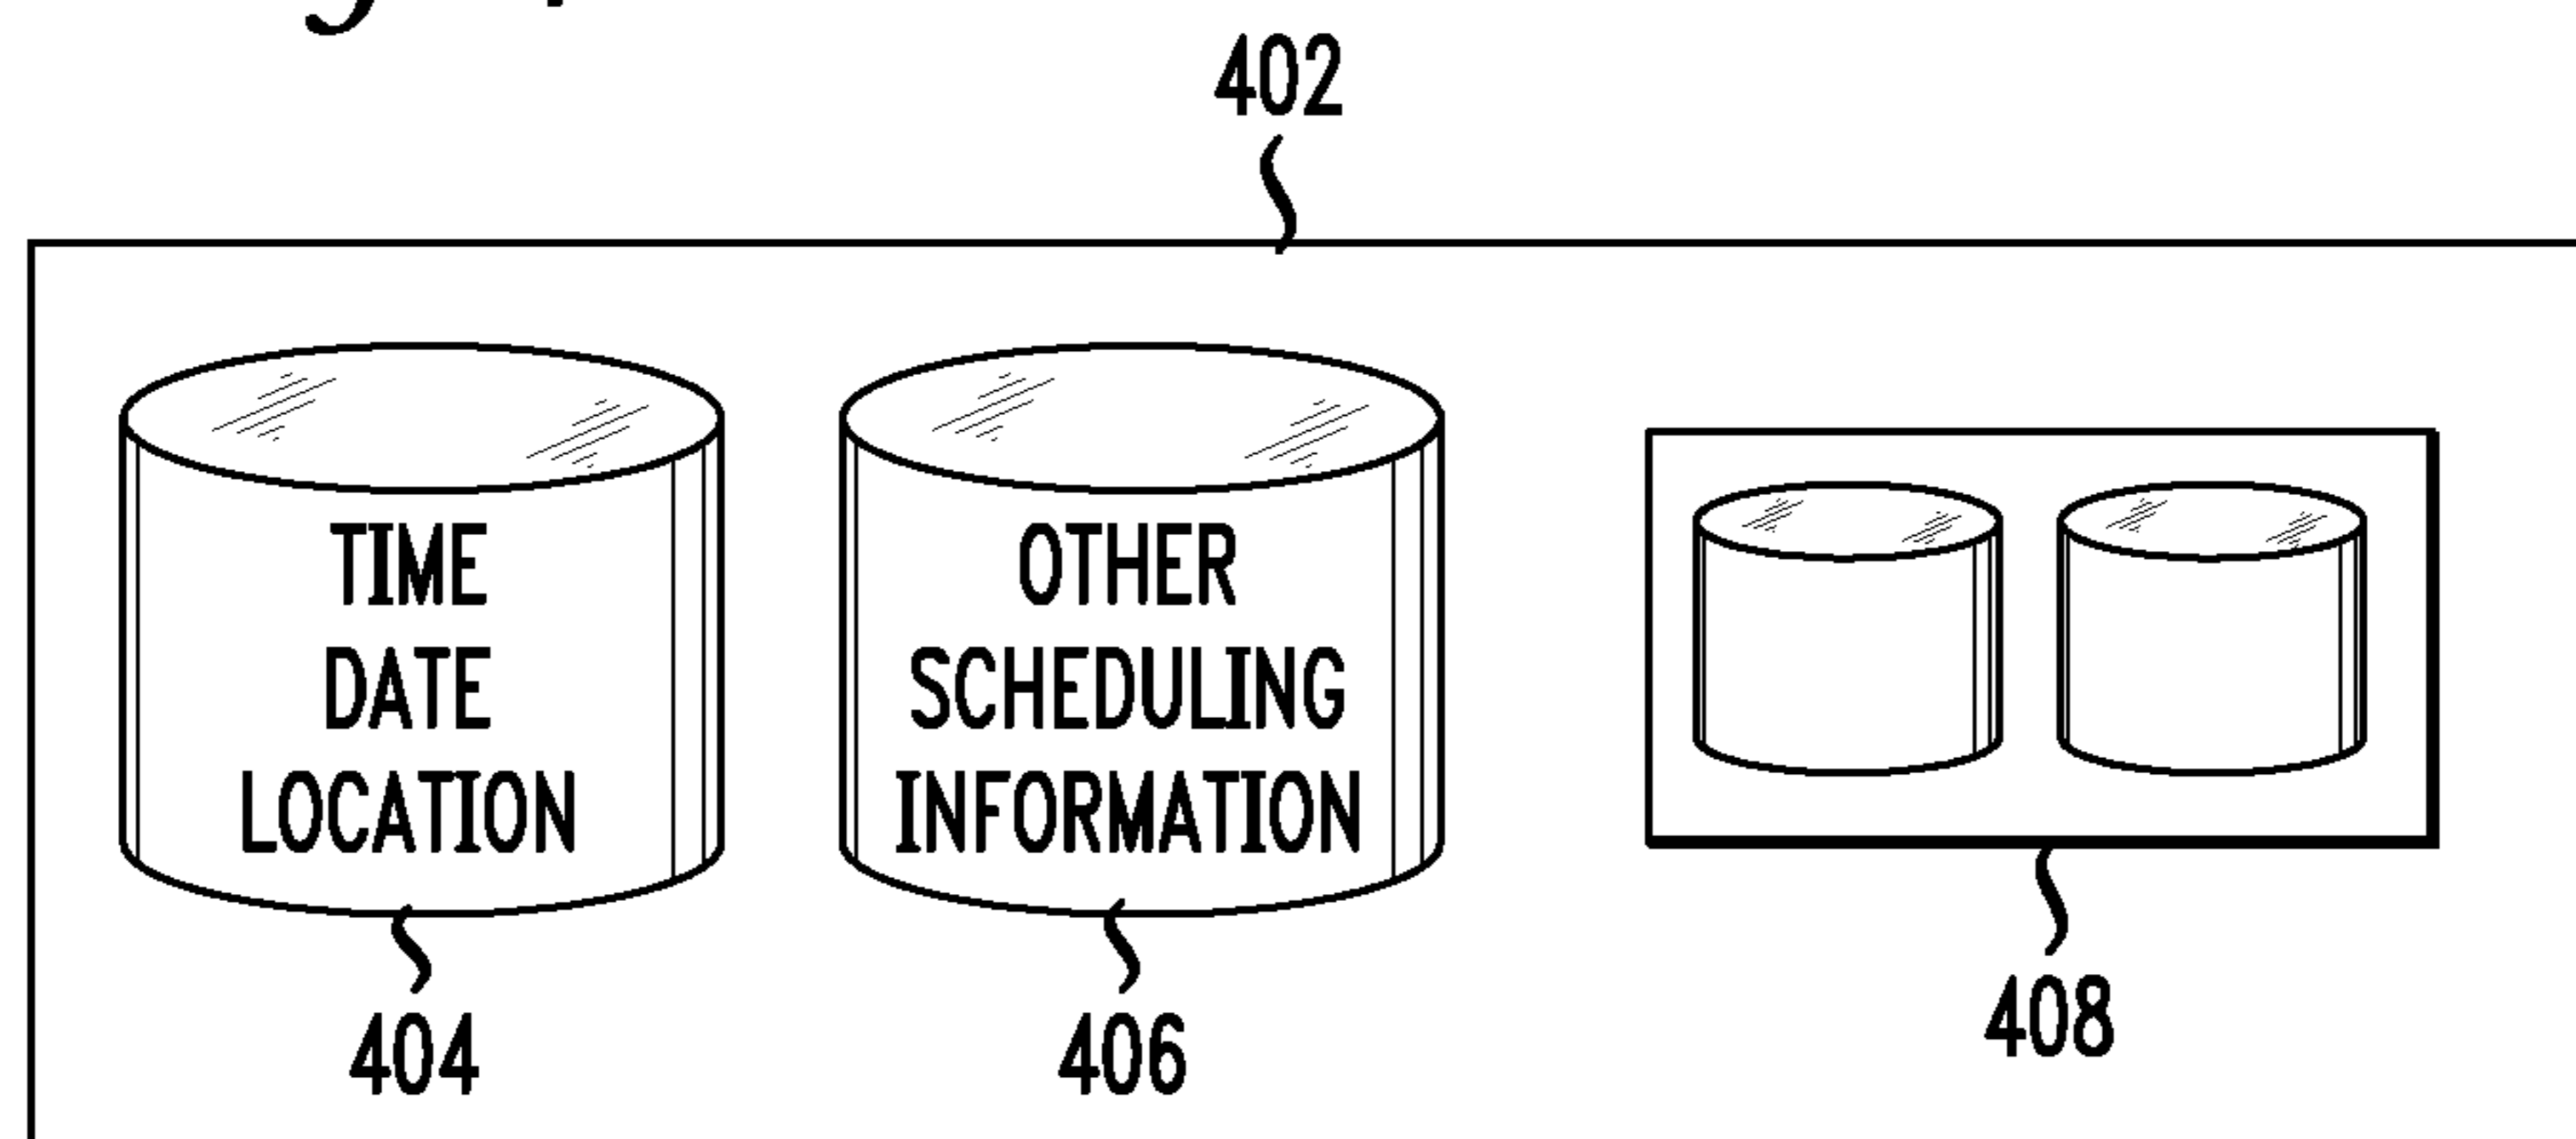 402
TIME
DATE
LOCATION
OTHER
SCHEDULING
INFORMATION
404
406
408